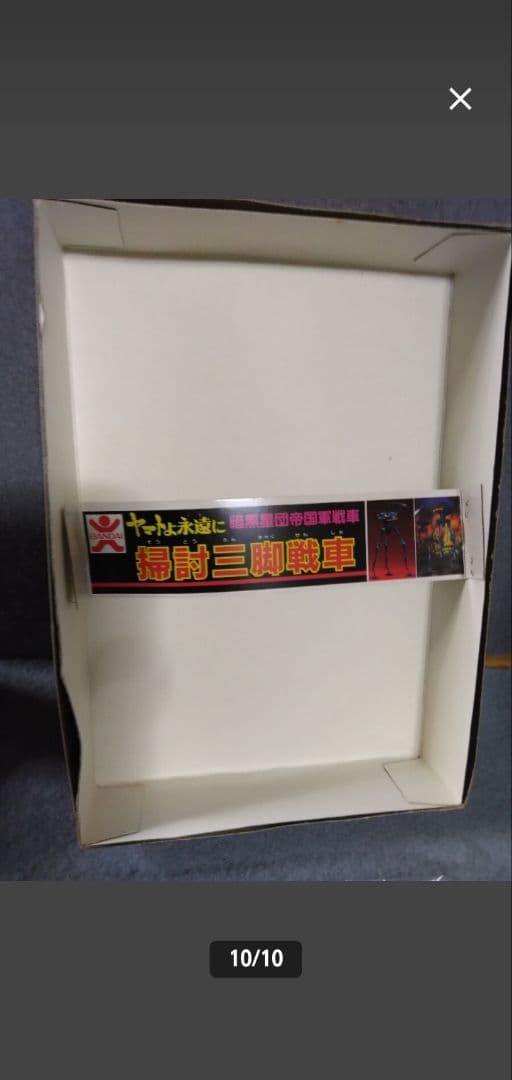 BANDAI
ヤマトよ永遠に
暗黒星団帝国軍戦車
そうとうさんきゃくせんしゃ
掃討三脚戦車
10/10